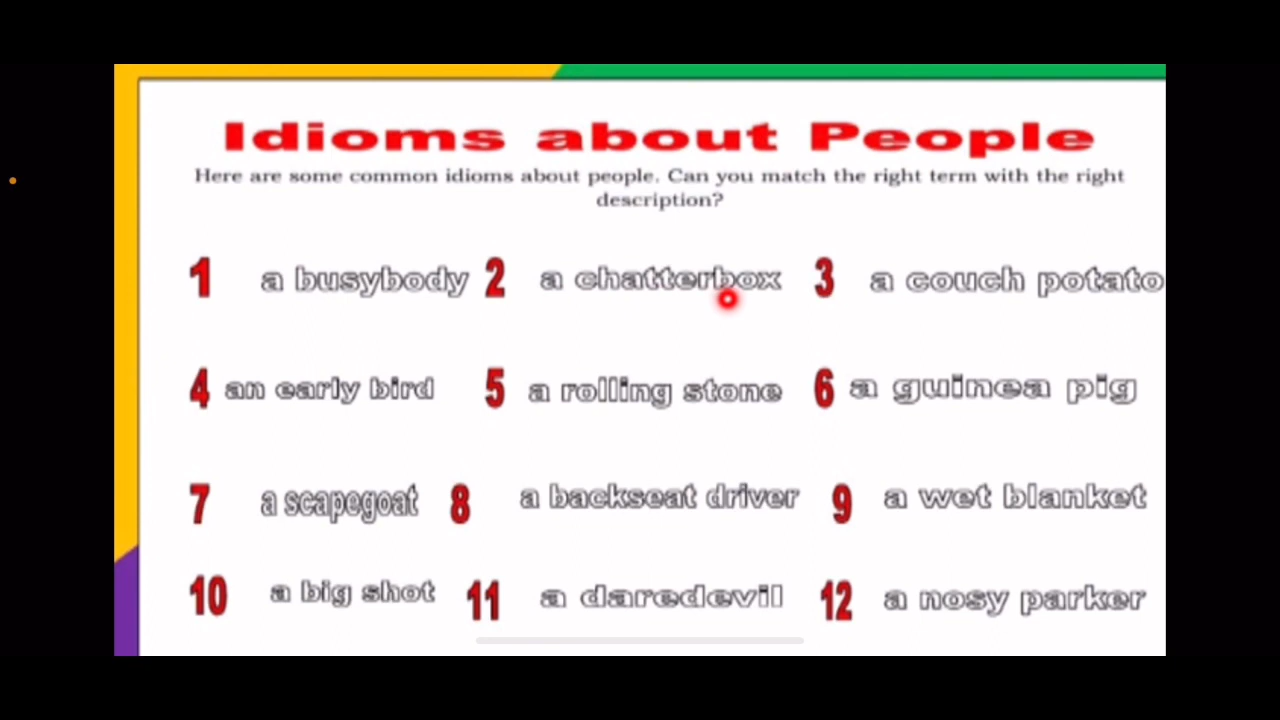 Idioms about People
Here are some common idioms about people. Can you match the right term with the right
description?
1 a busybody 2 a chatterbox 3 a couch potato
4 an early bird 5 a rolling stone 6 a guinea pig
7 a scapegoat 8 a backseat driver 9 a wet blanket
10 a big shot 11 a daredevil 12 a nosy parker